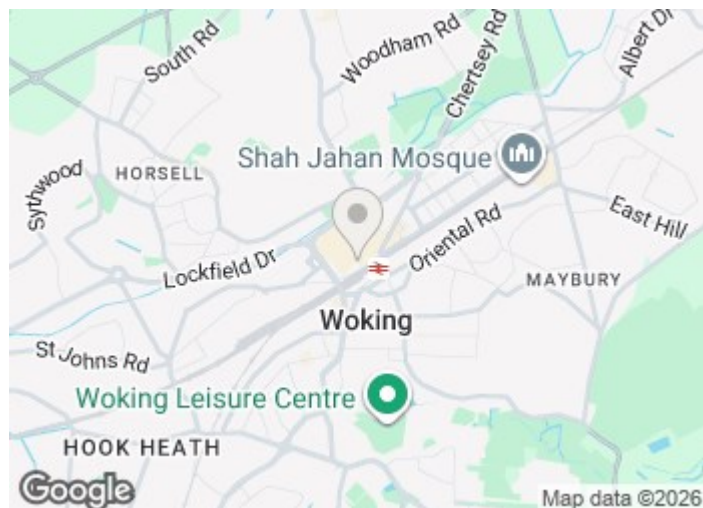 South Rd
Woodham Rd
Chertsey Rd
Albert Dr
Sythwood
HORSELL
Shah Jahan Mosque
East Hill
Lockfield Dr
Oriental Rd
MAYBURY
Woking
St Johns Rd
Woking Leisure Centre
HOOK HEATH
Google
Map data ©2026